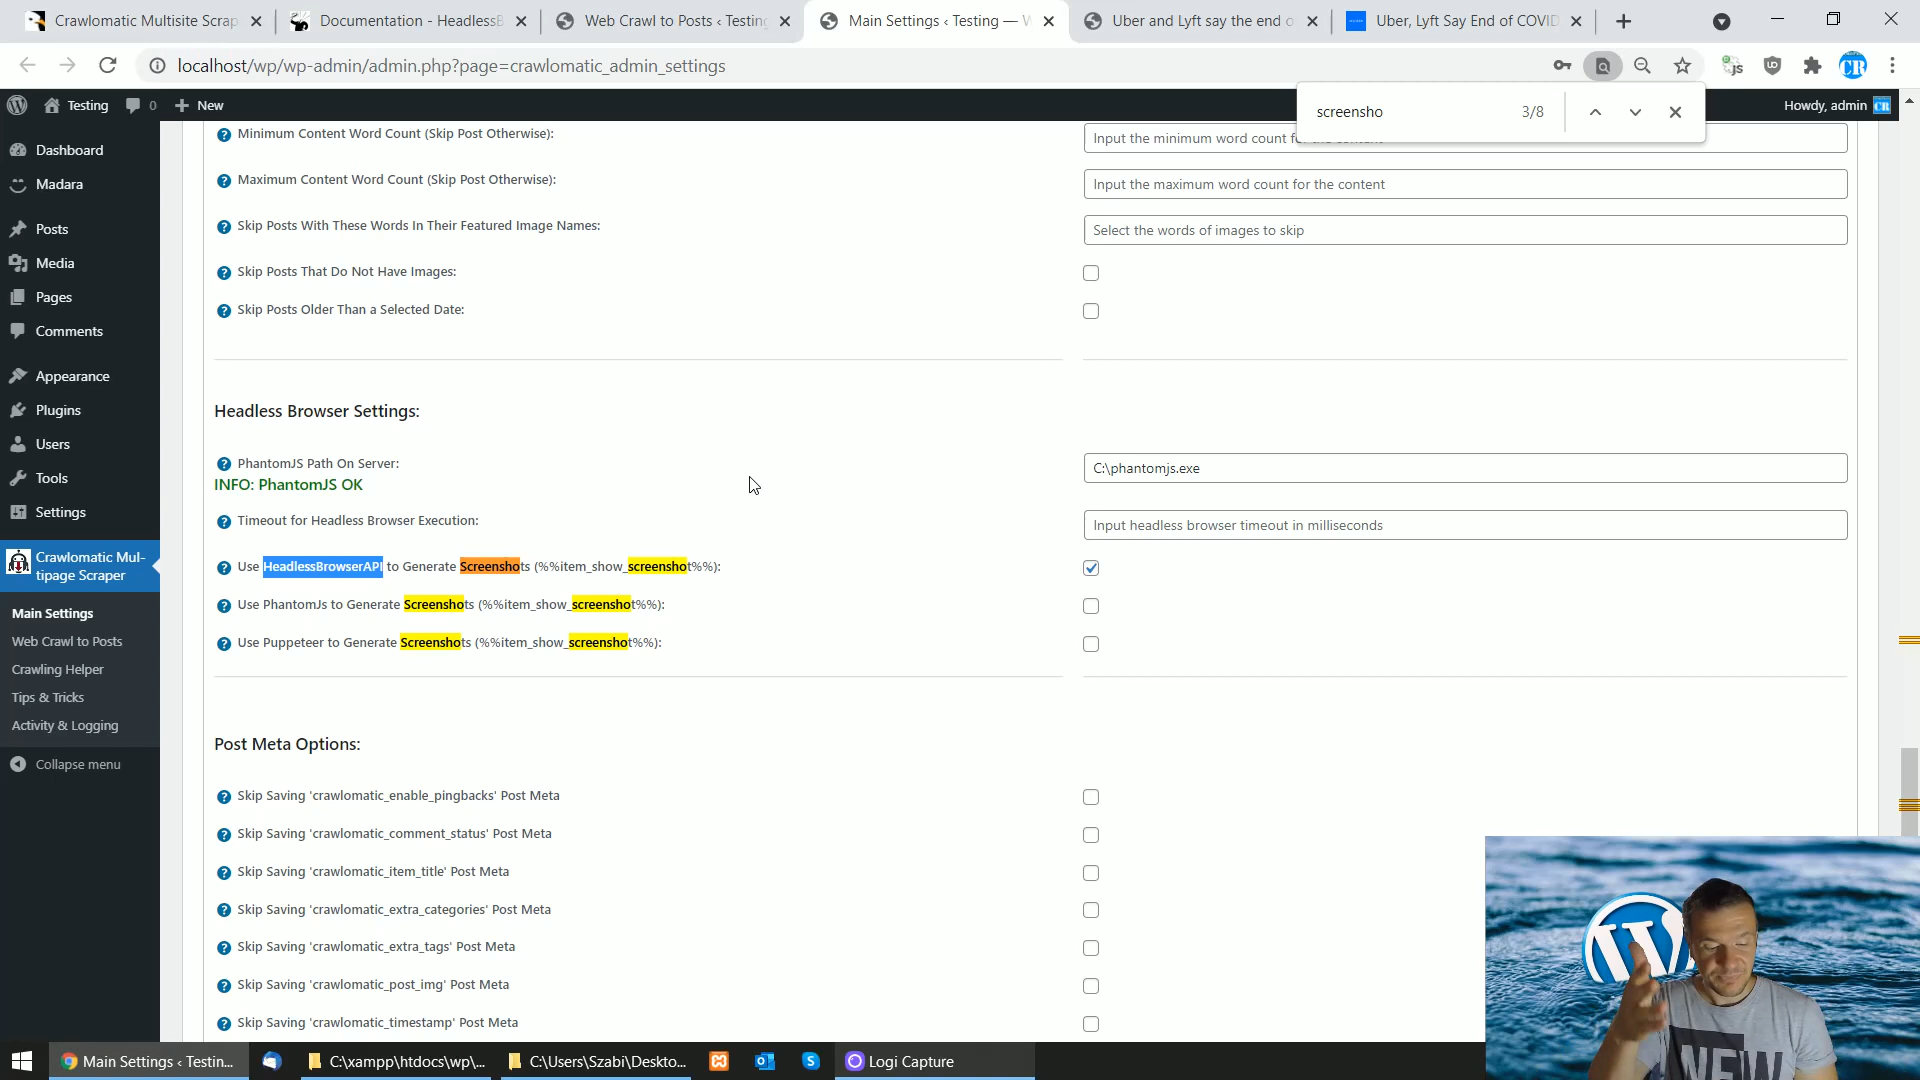 Crawlomatic Multisite Scrap
Documentation - HeadlessB
Web Crawl to Posts ‹ Testing
Main Settings ‹ Testing — W
Uber and Lyft say the end o
Uber, Lyft Say End of COVID
localhost/wp/wp-admin/admin.php?page=crawlomatic_admin_settings
screensho 3/8
Testing 0 + New
Howdy, admin
Dashboard
Madara
Posts
Media
Pages
Comments
Appearance
Plugins
Users
Tools
Settings
Crawlomatic Mul-
tipage Scraper
Main Settings
Web Crawl to Posts
Crawling Helper
Tips & Tricks
Activity & Logging
Collapse menu
Minimum Content Word Count (Skip Post Otherwise):
Input the minimum word count
Maximum Content Word Count (Skip Post Otherwise):
Input the maximum word count for the content
Skip Posts With These Words In Their Featured Image Names:
Select the words of images to skip
Skip Posts That Do Not Have Images:
Skip Posts Older Than a Selected Date:
Headless Browser Settings:
PhantomJS Path On Server:
INFO: PhantomJS OK
C:\phantomjs.exe
Timeout for Headless Browser Execution:
Input headless browser timeout in milliseconds
Use HeadlessBrowserAPI to Generate Screenshots (%%item_show_screenshot%%):
Use PhantomJs to Generate Screenshots (%%item_show_screenshot%%):
Use Puppeteer to Generate Screenshots (%%item_show_screenshot%%):
Post Meta Options:
Skip Saving 'crawlomatic_enable_pingbacks' Post Meta
Skip Saving 'crawlomatic_comment_status' Post Meta
Skip Saving 'crawlomatic_item_title' Post Meta
Skip Saving 'crawlomatic_extra_categories' Post Meta
Skip Saving 'crawlomatic_extra_tags' Post Meta
Skip Saving 'crawlomatic_post_img' Post Meta
Skip Saving 'crawlomatic_timestamp' Post Meta
NEW
Main Settings ‹ Testin...
C:\xampp\htdocs\wp\...
C:\Users\Szabi\Deskto...
Logi Capture